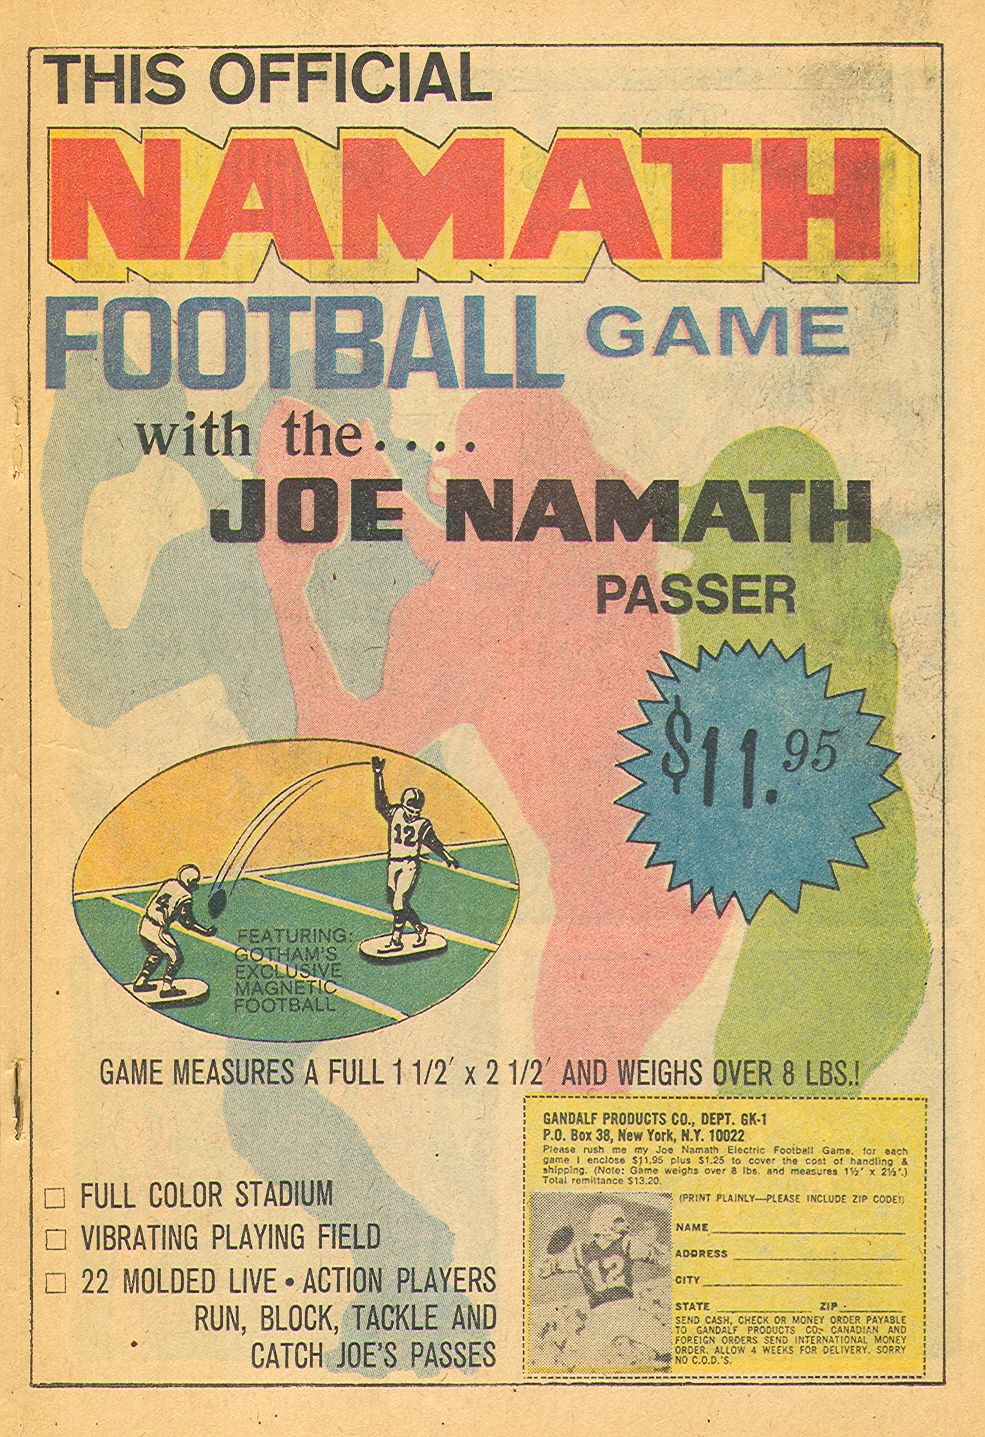 THIS OFFICIAL
NAMATH
FOOTBALL GAME
with the....
JOE NAMATH
PASSER
$11.95
12
4
FEATURING:
GOTHAM'S
EXCLUSIVE
MAGNETIC
FOOTBALL
GAME MEASURES A FULL 1 1/2′ x 2 1/2′ AND WEIGHS OVER 8 LBS.!
☐ FULL COLOR STADIUM
☐ VIBRATING PLAYING FIELD
☐ 22 MOLDED LIVE • ACTION PLAYERS
RUN, BLOCK, TACKLE AND
CATCH JOE'S PASSES
GANDALF PRODUCTS CO., DEPT. GK-1
P.O. Box 38, New York, N.Y. 10022
Please rush me my Joe Namath Electric Football Game, for each
game I enclose $11.95 plus $1.25 to cover the cost of handling &
shipping. (Note: Game weighs over 8 lbs. and measures 1½′ x 2½′.)
Total remittance $13.20.
(PRINT PLAINLY—PLEASE INCLUDE ZIP CODE!)
NAME
ADDRESS
CITY
STATE ZIP
12
SEND CASH, CHECK OR MONEY ORDER PAYABLE
TO GANDALF PRODUCTS CO. CANADIAN AND
FOREIGN ORDERS SEND INTERNATIONAL MONEY
ORDER. ALLOW 4 WEEKS FOR DELIVERY. SORRY
NO C.O.D.'S.